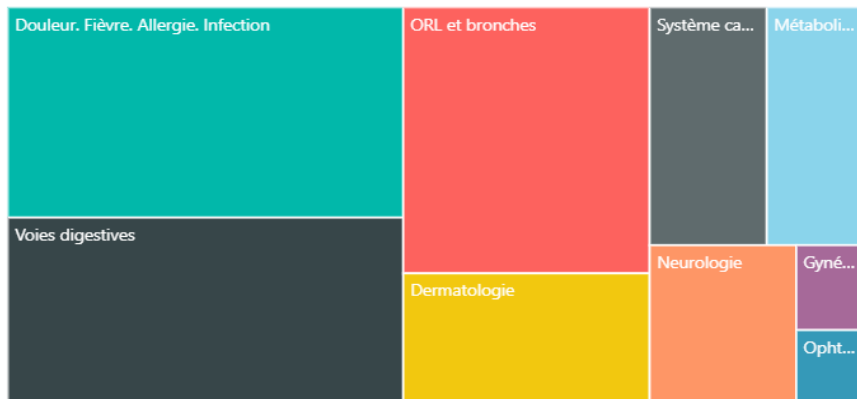 Douleur. Fièvre. Allergie. Infection
ORL et bronches
Système ca...
Métaboli...
Voies digestives
Dermatologie
Neurologie
Gyné...
Opht...